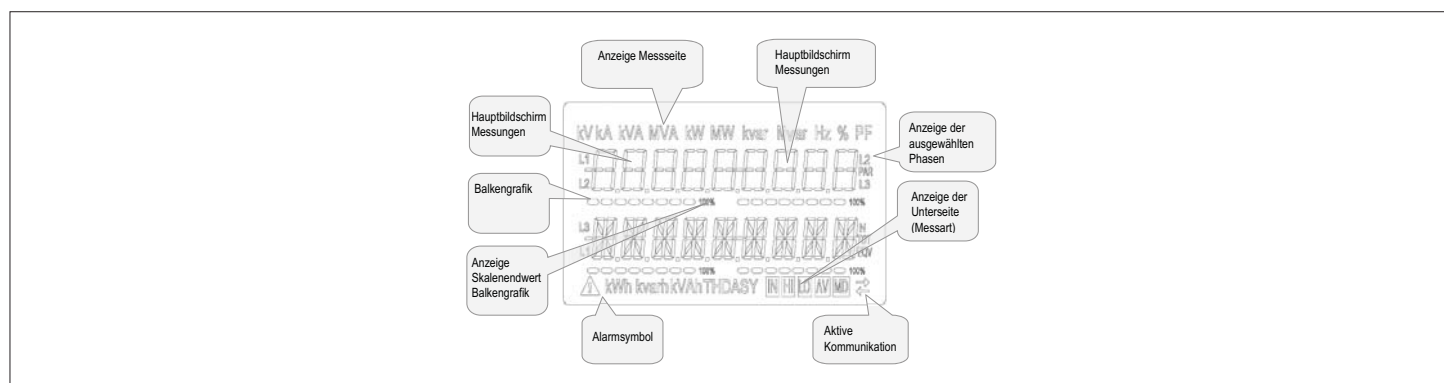 Anzeige Messseite
Hauptbildschirm
Messungen
Hauptbildschirm
Messungen
Anzeige der
ausgewählten
Phasen
Balkengrafik
Anzeige der
Unterseite
(Messart)
Anzeige
Skalenendwert
Balkengrafik
Alarmsymbol
Aktive
Kommunikation
kV kA kVA MVA kW MW kvar Mvar Hz % PF
L1 L2
PAR
L2 L3
100% 100%
L3 N
L1 EQV
100% 100%
kWh kvarh kVAh THD ASY IN HI LO AV MD